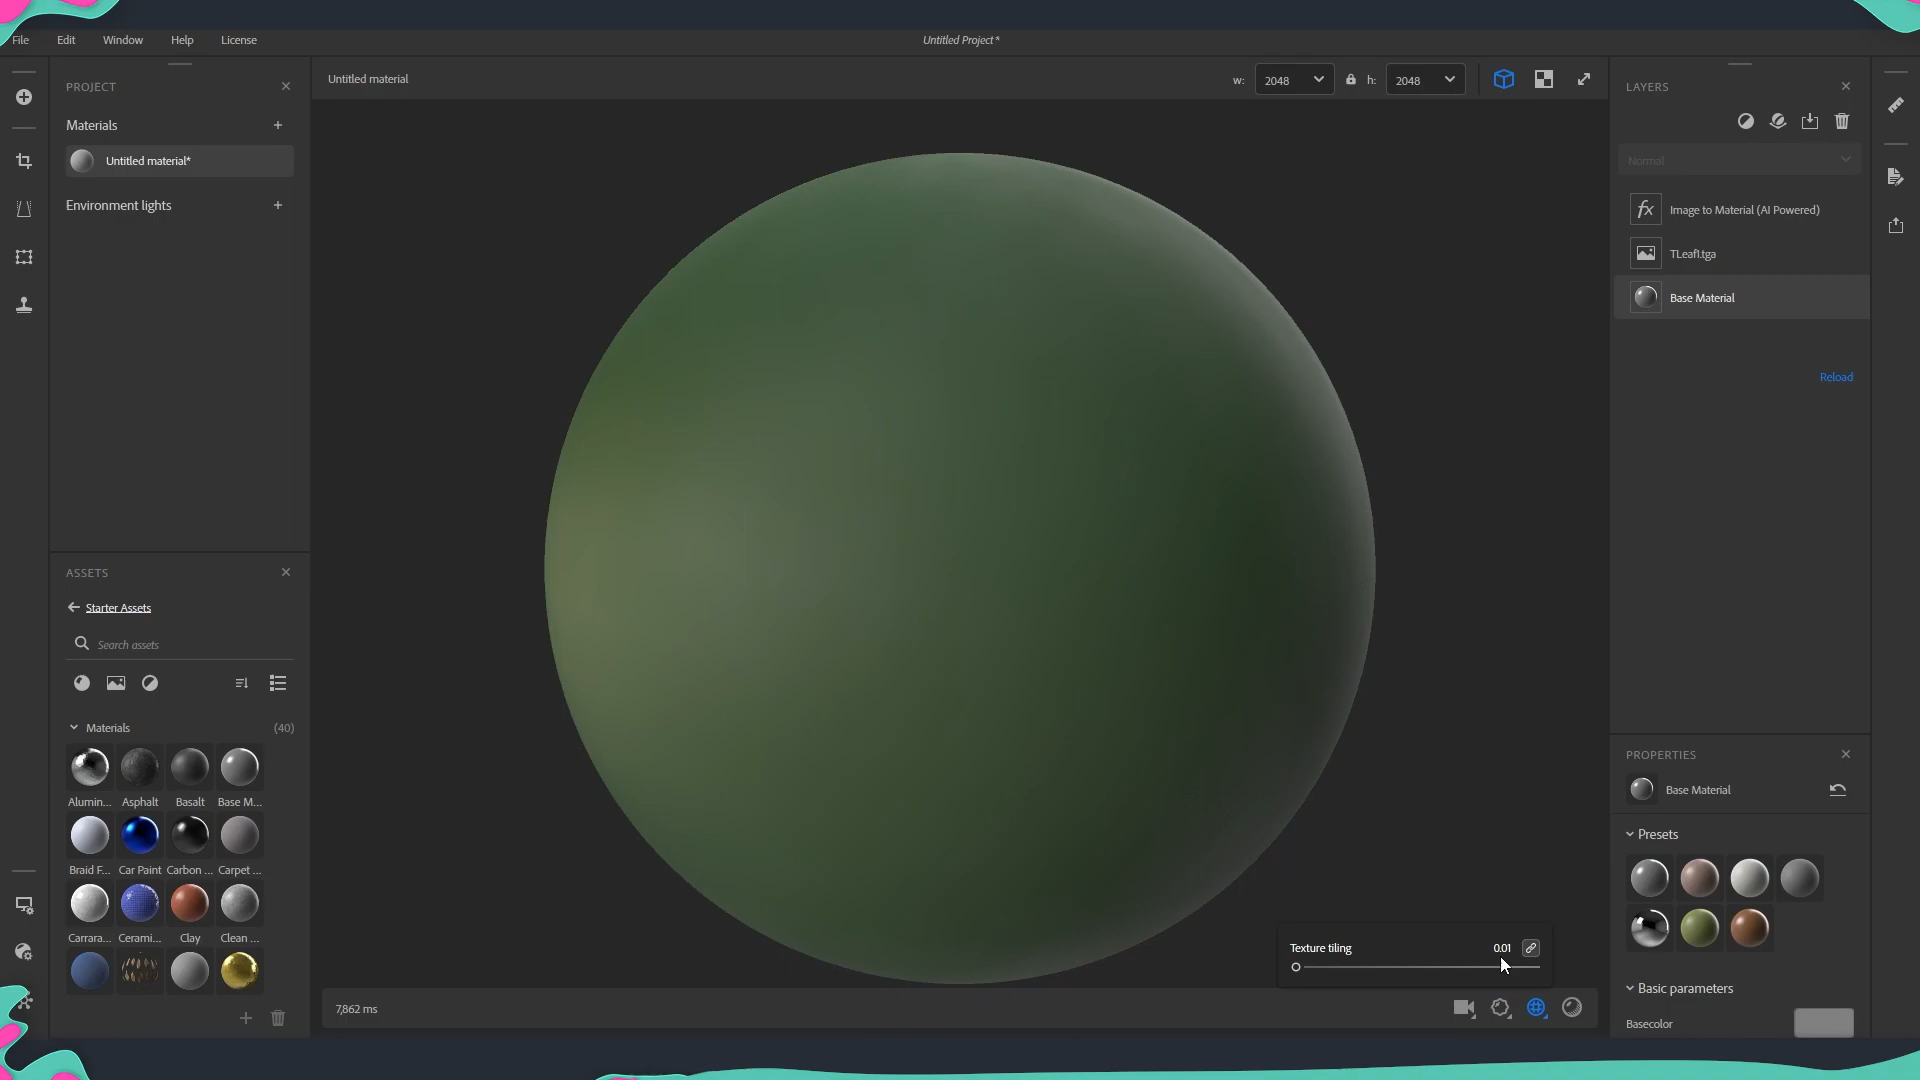 File Edit Window Help License
Untitled Project*
PROJECT
Materials
Untitled material*
Environment lights
ASSETS
Starter Assets
Search assets
Materials (40)
Alumin... Asphalt Basalt Base M...
Braid F... Car Paint Carbon ... Carpet ...
Carrara... Cerami... Clay Clean ...
Untitled material
w: 2048 h: 2048
Texture tiling 0.01
7,862 ms
LAYERS
Normal
fx Image to Material (AI Powered)
TLeaf1.tga
Base Material
Reload
PROPERTIES
Base Material
Presets
Basic parameters
Basecolor